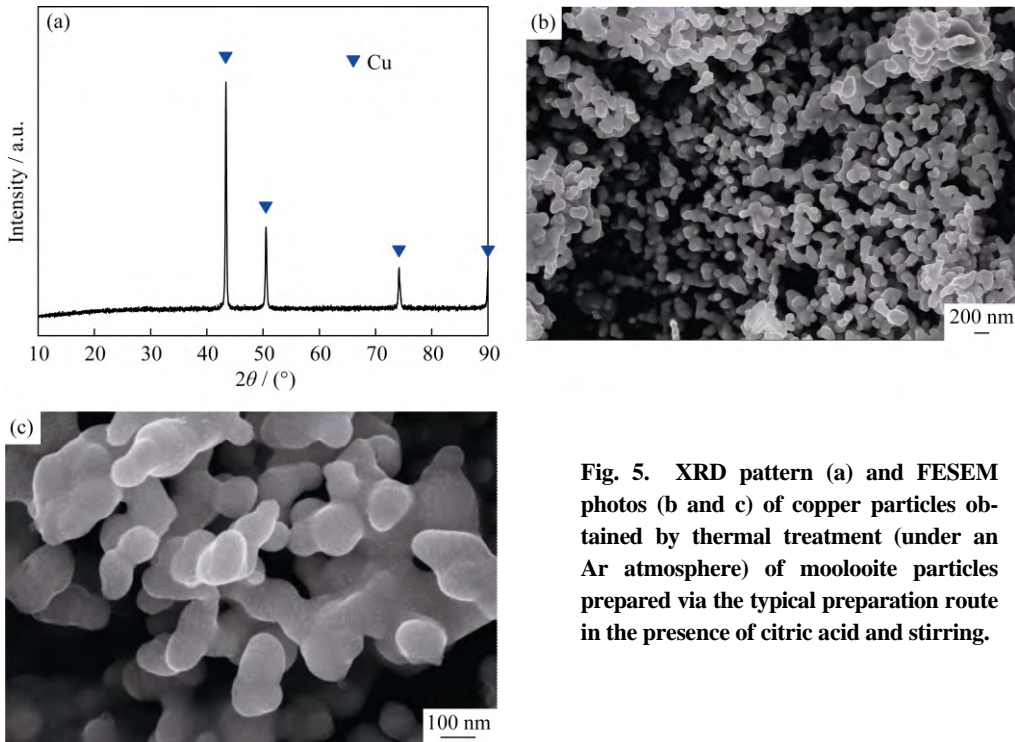 (a)
▼ Cu
Intensity / a.u.
10 20 30 40 50 60 70 80 90
2θ / (°)
(b)
200 nm
(c)
100 nm
Fig. 5. XRD pattern (a) and FESEM
photos (b and c) of copper particles ob-
tained by thermal treatment (under an
Ar atmosphere) of moolooite particles
prepared via the typical preparation route
in the presence of citric acid and stirring.